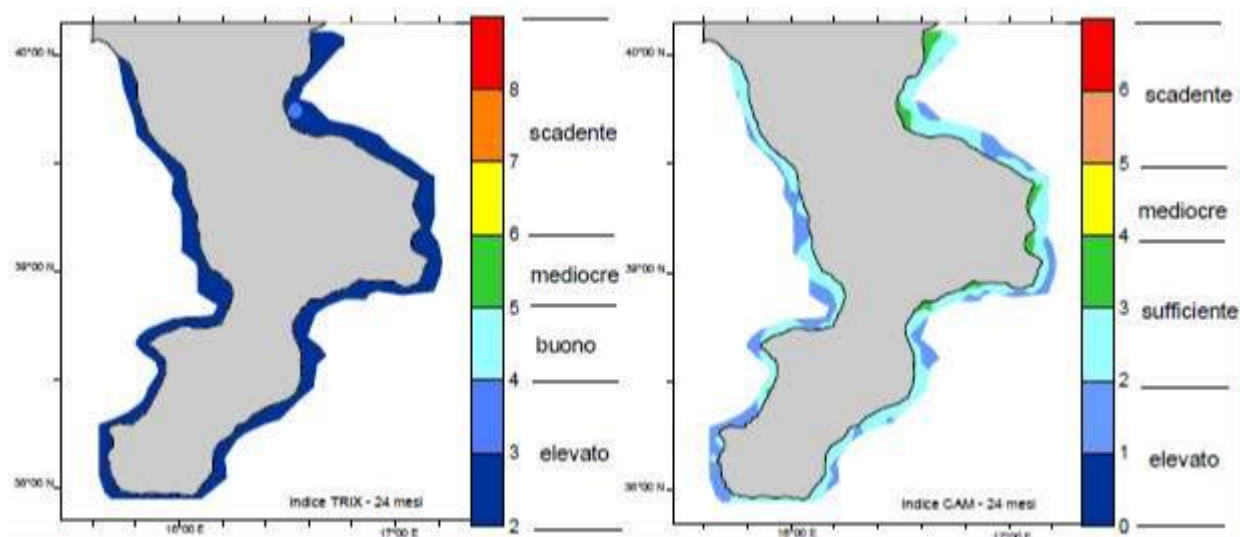 40°00 N
39°00 N
38°00 N
16°00 E
17°00 E
Indice TRIX - 24 mesi
8
7
6
5
4
3
2
scadente
mediocre
buono
elevato
40°00 N
39°00 N
38°00 N
16°00 E
17°00 E
Indice CAM - 24 mesi
6
5
4
3
2
1
0
scadente
mediocre
sufficiente
elevato